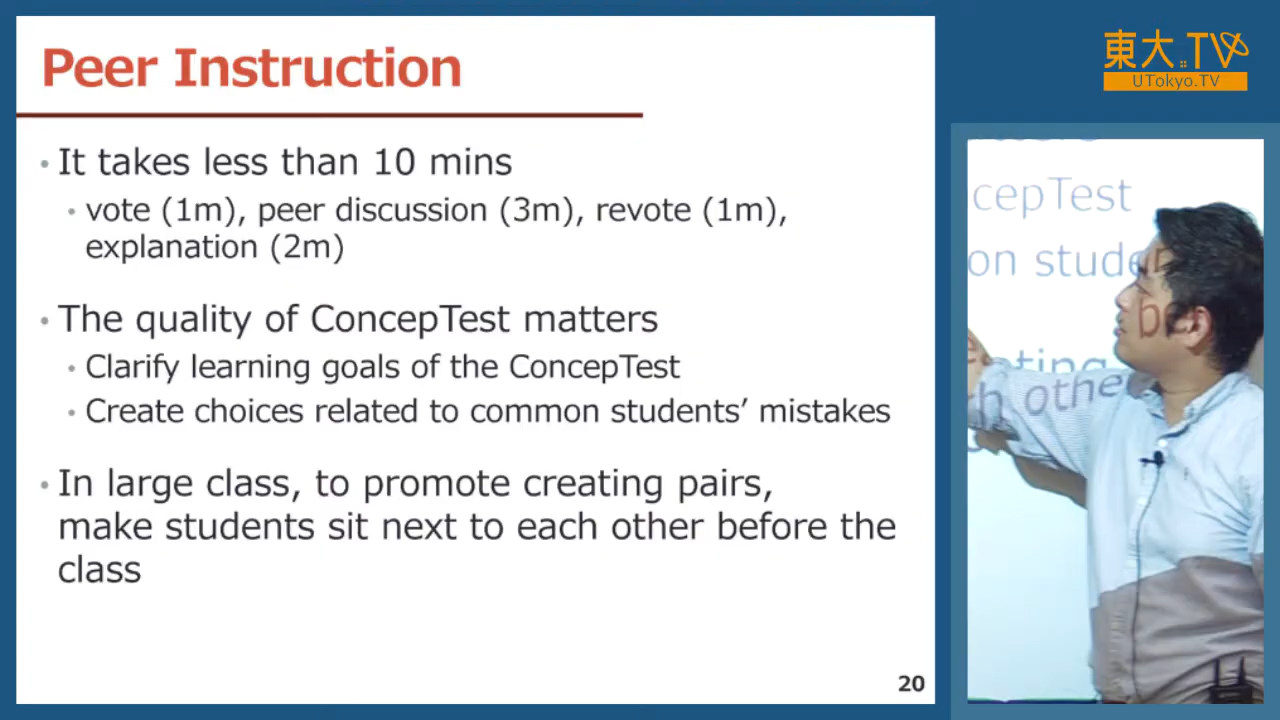 Peer Instruction
東大.TV
UTokyo.TV
• It takes less than 10 mins
• vote (1m), peer discussion (3m), revote (1m),
explanation (2m)
• The quality of ConcepTest matters
• Clarify learning goals of the ConcepTest
• Create choices related to common students’ mistakes
• In large class, to promote creating pairs,
make students sit next to each other before the
class
20
cepTest
on stude
ating
h other